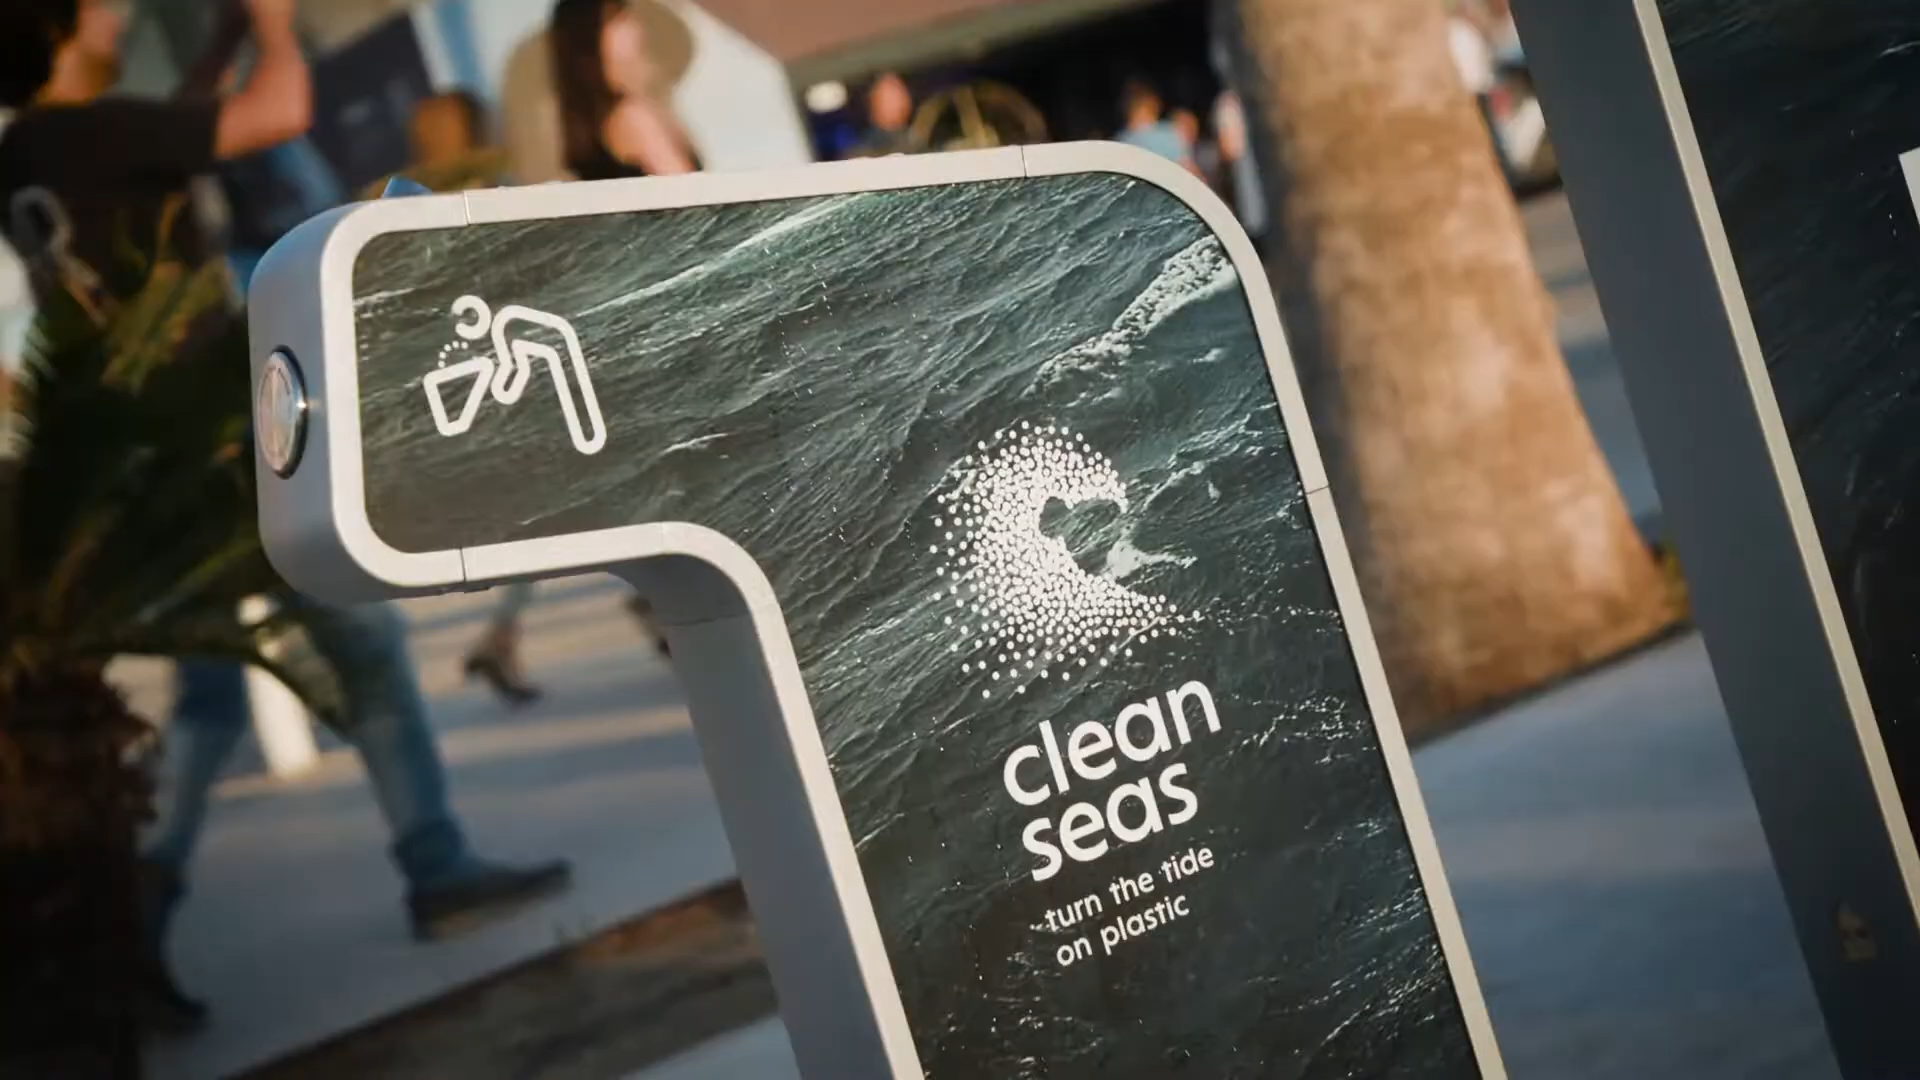 clean
seas
turn the tide
on plastic